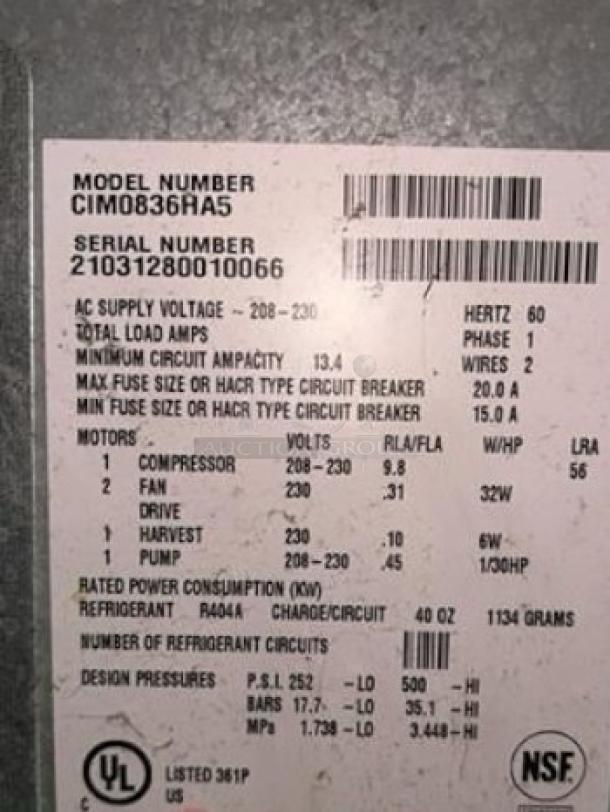 MODEL NUMBER
CIM0836HA5
SERIAL NUMBER
21031280010066
AC SUPPLY VOLTAGE ~ 208-230 HERTZ 60
TOTAL LOAD AMPS PHASE 1
MINIMUM CIRCUIT AMPACITY 13.4 WIRES 2
MAX FUSE SIZE OR HACR TYPE CIRCUIT BREAKER 20.0 A
MIN FUSE SIZE OR HACR TYPE CIRCUIT BREAKER 15.0 A
MOTORS VOLTS RLA/FLA W/HP LRA
1 COMPRESSOR 208-230 9.8 56
2 FAN 230 .31 32W
DRIVE
1 HARVEST 230 .10 6W
1 PUMP 208-230 .45 1/30HP
RATED POWER CONSUMPTION (KW)
REFRIGERANT R404A CHARGE/CIRCUIT 40 OZ 1134 GRAMS
NUMBER OF REFRIGERANT CIRCUITS
DESIGN PRESSURES P.S.I. 252 -LO 500 -HI
BARS 17.7 -LO 35.1 -HI
MPa 1.738-LO 3.448-HI
UL LISTED 361P
C US
NSF
AUCTION GROUP